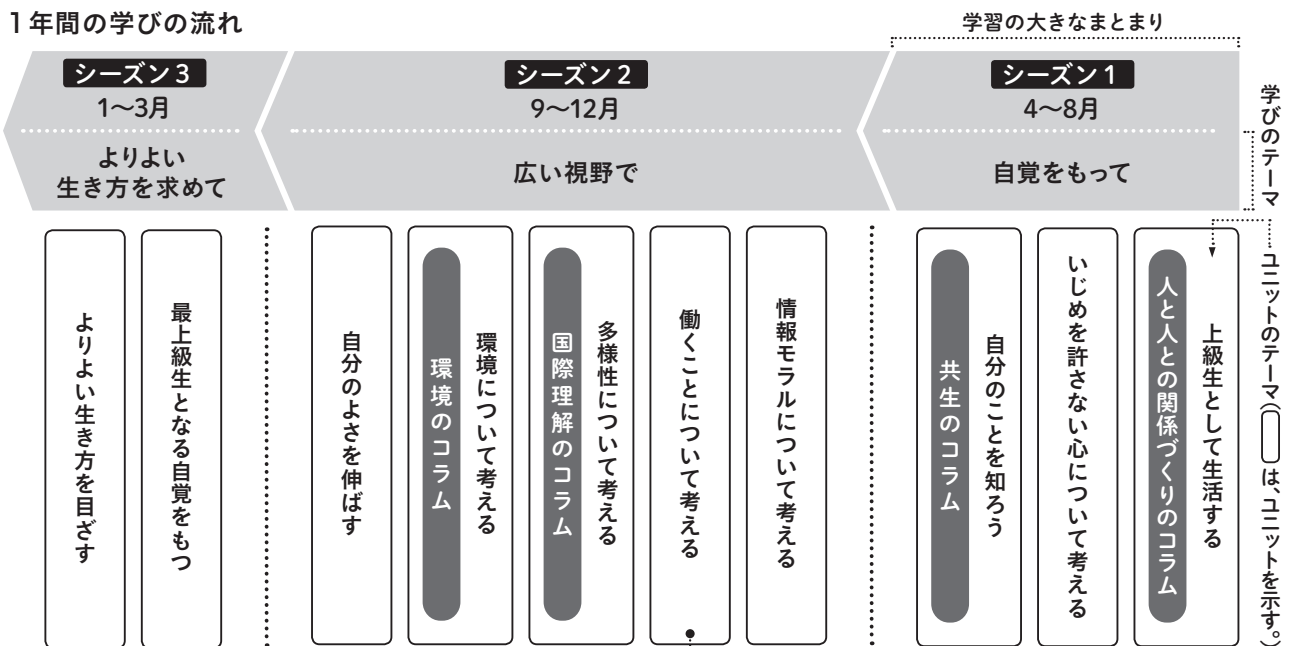 1年間の学びの流れ
学習の大きなまとまり
学びのテーマ
ユニットのテーマ(は、ユニットを示す。)
シーズン1
4〜8月
自覚をもって
上級生として生活する
人と人との関係づくりのコラム
いじめを許さない心について考える
自分のことを知ろう
共生のコラム
シーズン2
9〜12月
広い視野で
情報モラルについて考える
働くことについて考える
多様性について考える
国際理解のコラム
環境について考える
環境のコラム
自分のよさを伸ばす
シーズン3
1〜3月
よりよい
生き方を求めて
最上級生となる自覚をもつ
よりよい生き方を目ざす